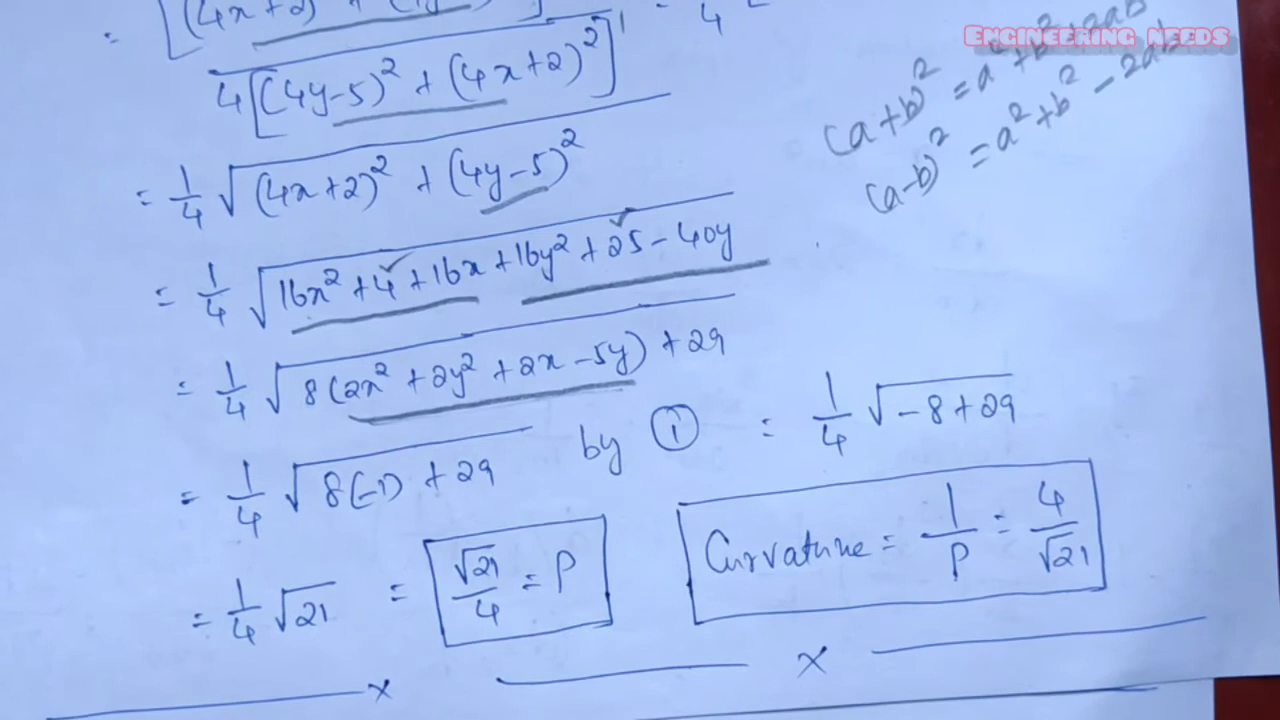 ENGINEERING NEEDS
= [(4x+2)
4[(4y-5)² + (4x+2)²]¹
(a+b)² = a²+b²+2ab
(a-b)² = a²+b²-2ab
= 1/4 √(4x+2)² + (4y-5)²
= 1/4 √16x²+4+16x+16y²+25-40y
= 1/4 √8(2x²+2y²+2x-5y)+29
= 1/4 √8(-1)+29 by ① = 1/4 √-8+29
= 1/4 √21 = √21/4 = ρ
Curvature = 1/ρ = 4/√21
x x